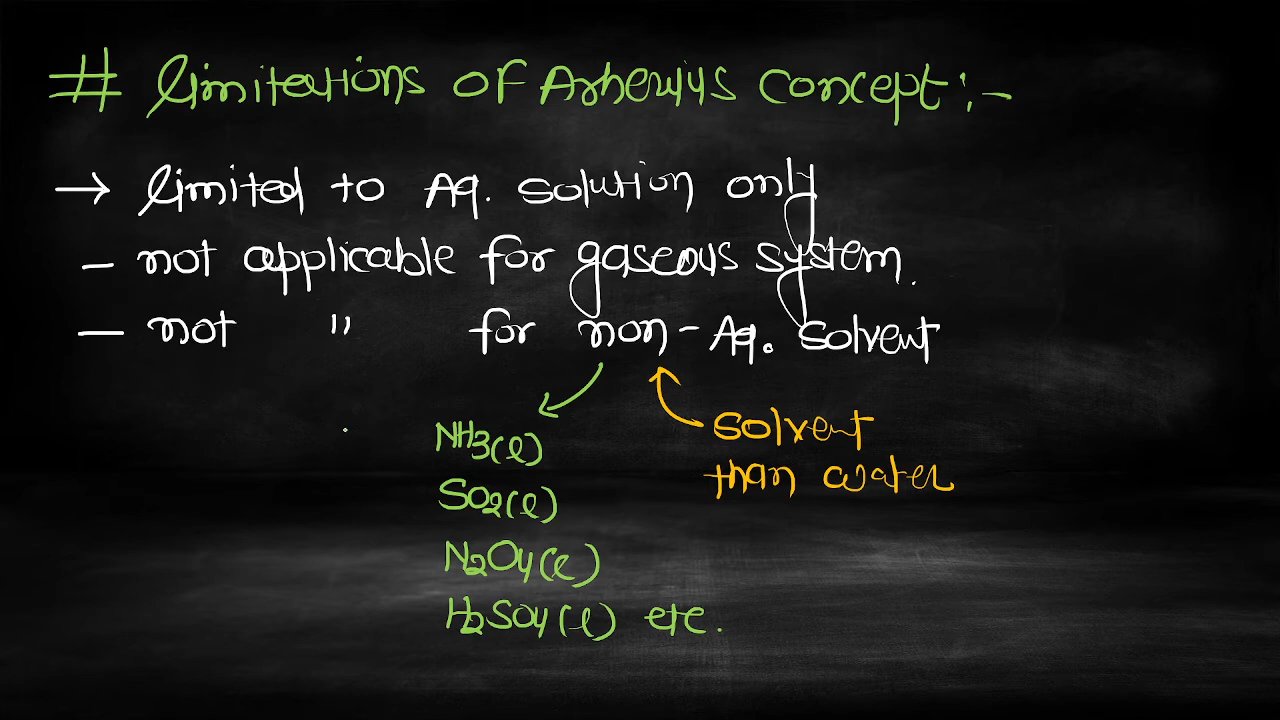 # Limitations of Arrhenius Concept :-
→ limited to Aq. solution only
- not applicable for gaseous system.
- not " for non-Aq. solvent
NH3(l)
SO2(l)
N2O4(l)
H2SO4(l) etc.
solvent
than water